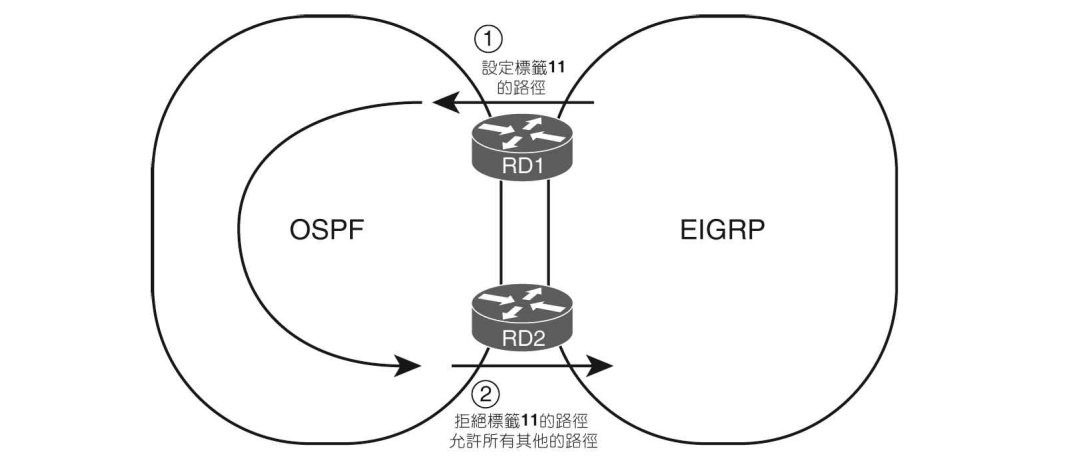 ①
設定標籤11
的路徑
RD1
OSPF
EIGRP
RD2
②
拒絕標籤11的路徑
允許所有其他的路徑